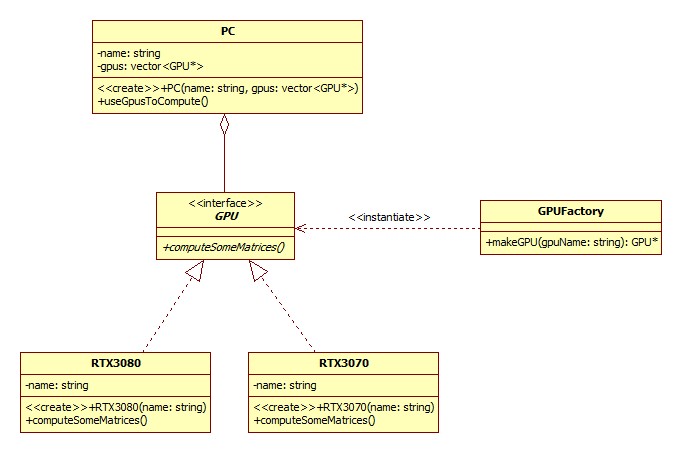 PC
-name: string
-gpus: vector<GPU*>
<<create>>+PC(name: string, gpus: vector<GPU*>)
+useGpusToCompute()
<<interface>>
GPU
+computeSomeMatrices()
<<instantiate>>
GPUFactory
+makeGPU(gpuName: string): GPU*
RTX3080
-name: string
<<create>>+RTX3080(name: string)
+computeSomeMatrices()
RTX3070
-name: string
<<create>>+RTX3070(name: string)
+computeSomeMatrices()